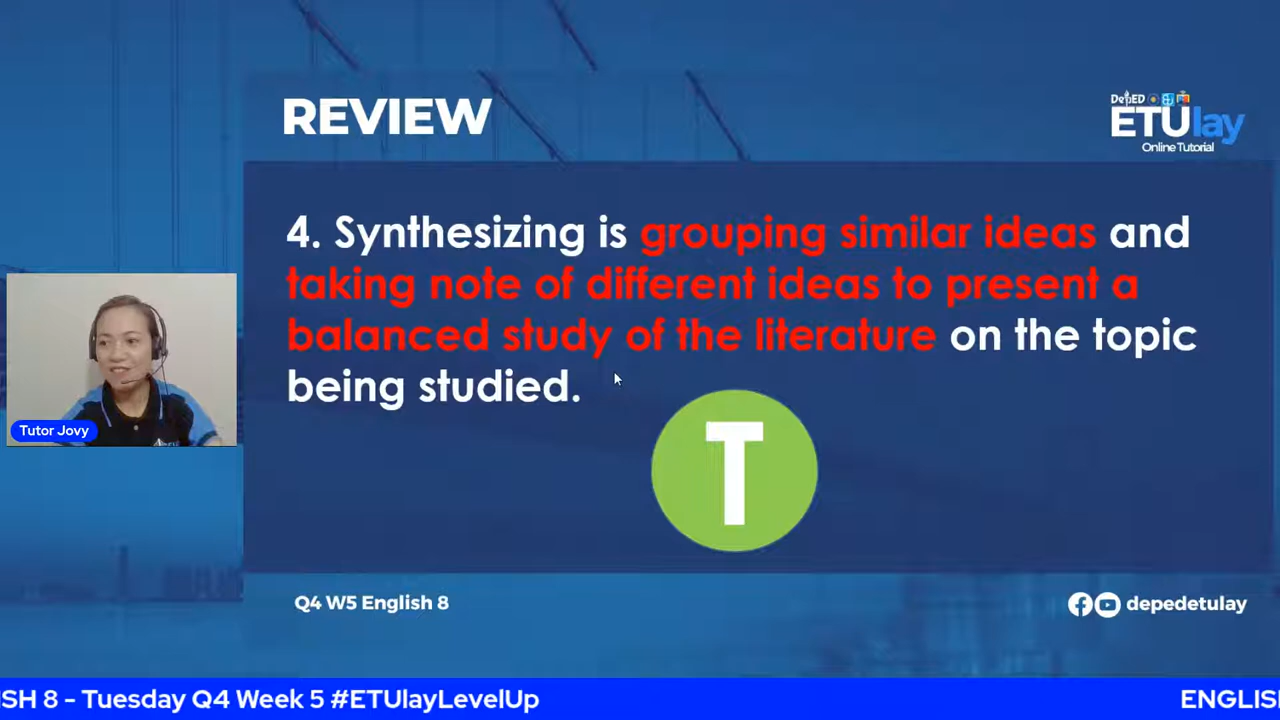 REVIEW
DepED
ETUlay
Online Tutorial
4. Synthesizing is grouping similar ideas and
taking note of different ideas to present a
balanced study of the literature on the topic
being studied.
T
Tutor Jovy
Q4 W5 English 8
depedetulay
ISH 8 - Tuesday Q4 Week 5 #ETUlayLevelUp
ENGLISH